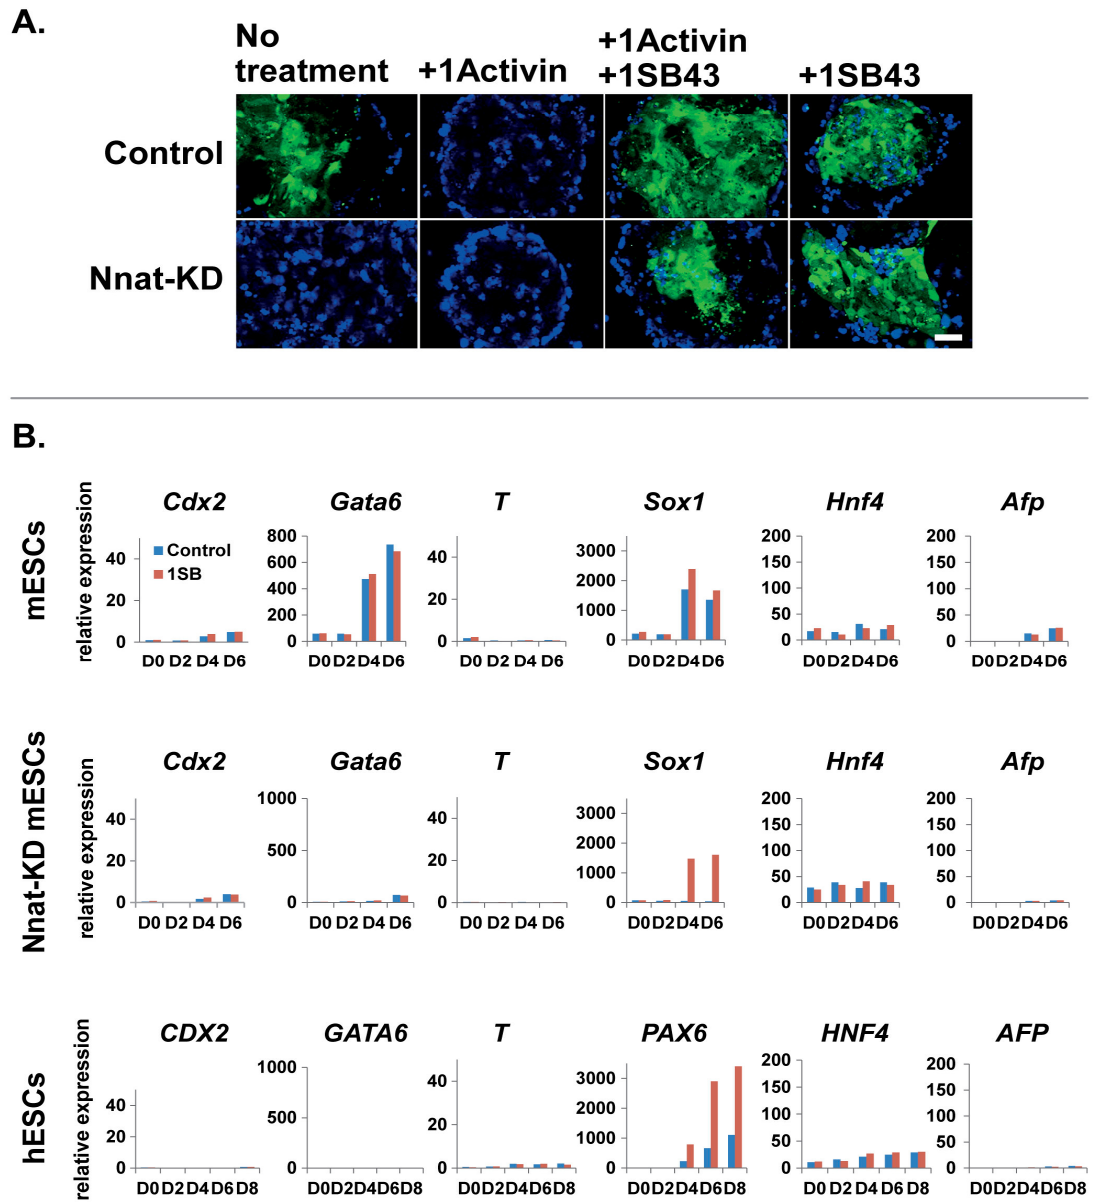 A.
No treatment
+1Activin
+1Activin +1SB43
+1SB43
Control
Nnat-KD
B.
mESCs
relative expression
Cdx2
Gata6
T
Sox1
Hnf4
Afp
40
20
0
Control
1SB
800
600
400
200
0
40
20
0
3000
2000
1000
0
200
150
100
50
0
200
150
100
50
0
D0 D2 D4 D6
D0 D2 D4 D6
D0 D2 D4 D6
D0 D2 D4 D6
D0 D2 D4 D6
D0 D2 D4 D6
Nnat-KD mESCs
relative expression
Cdx2
Gata6
T
Sox1
Hnf4
Afp
40
20
0
1000
500
0
40
20
0
3000
2000
1000
0
200
150
100
50
0
200
150
100
50
0
D0 D2 D4 D6
D0 D2 D4 D6
D0 D2 D4 D6
D0 D2 D4 D6
D0 D2 D4 D6
D0 D2 D4 D6
hESCs
relative expression
CDX2
GATA6
T
PAX6
HNF4
AFP
40
20
0
1000
500
0
40
20
0
3000
2000
1000
0
200
150
100
50
0
200
150
100
50
0
D0 D2 D4 D6 D8
D0 D2 D4 D6 D8
D0 D2 D4 D6 D8
D0 D2 D4 D6 D8
D0 D2 D4 D6 D8
D0 D2 D4 D6 D8